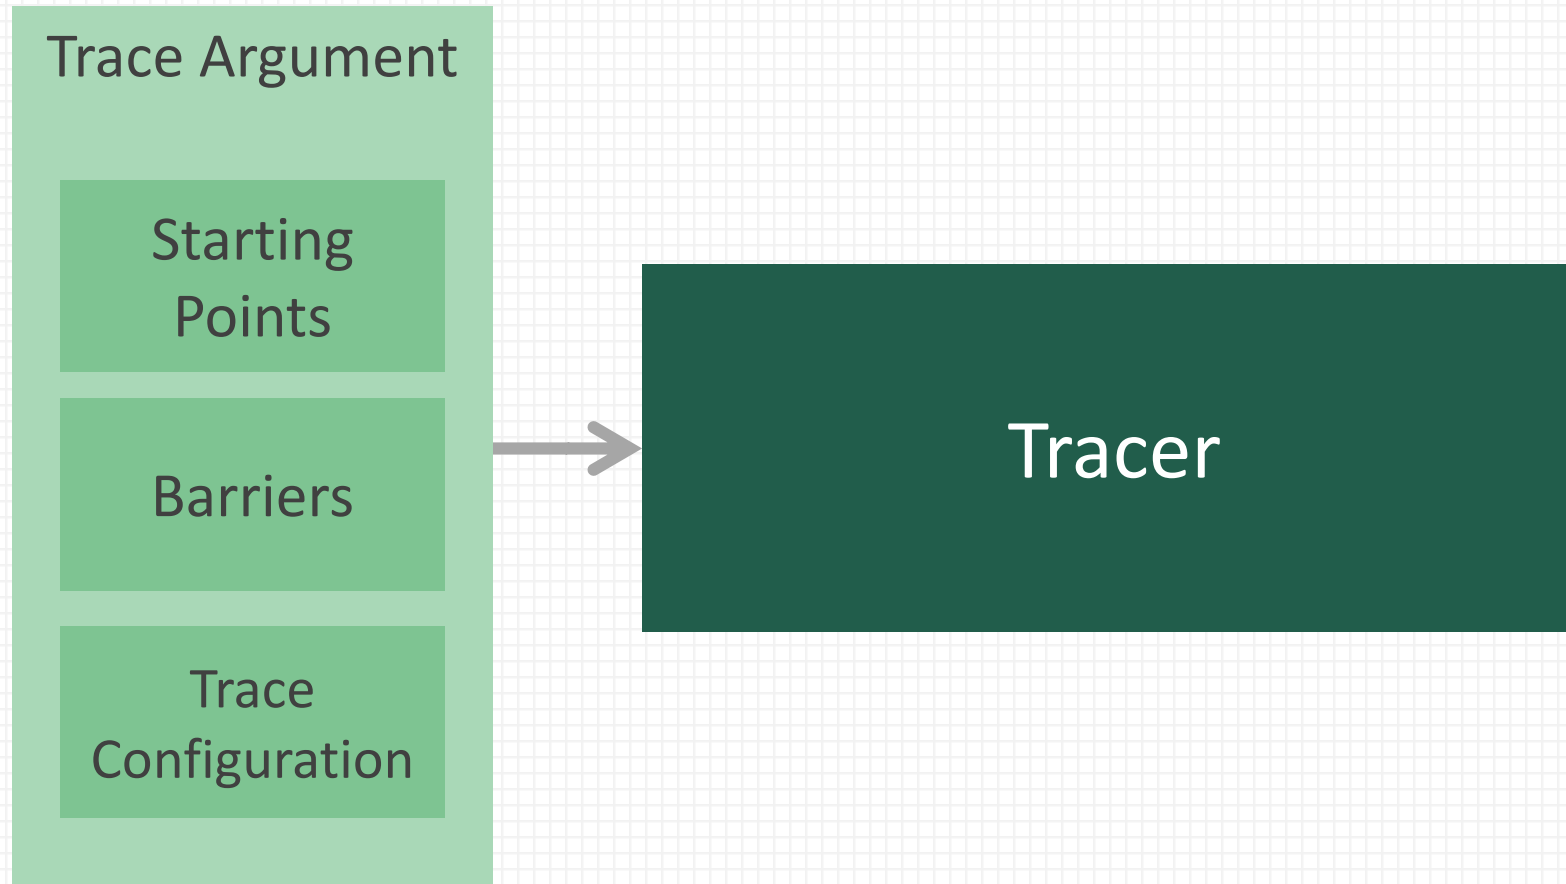 Trace Argument
Starting
Points
Barriers
Trace
Configuration
Tracer